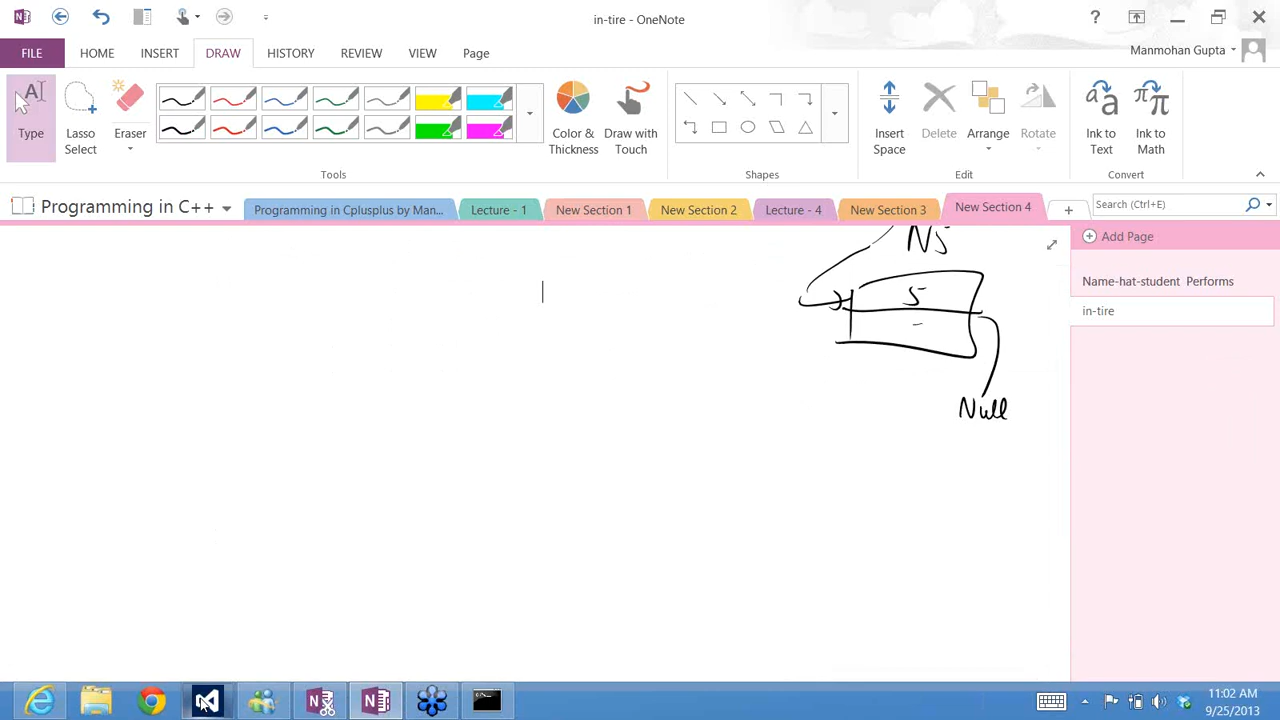 in-tire - OneNote
?
FILE HOME INSERT DRAW HISTORY REVIEW VIEW Page
Manmohan Gupta
Type
Lasso Select
Eraser
Color & Thickness
Draw with Touch
Insert Space
Delete
Arrange
Rotate
Ink to Text
Ink to Math
Tools
Shapes
Edit
Convert
Programming in C++
Programming in Cplusplus by Man...
Lecture - 1
New Section 1
New Section 2
Lecture - 4
New Section 3
New Section 4
Search (Ctrl+E)
Add Page
Name-hat-student Performs
in-tire
N5
5
Null
11:02 AM
9/25/2013